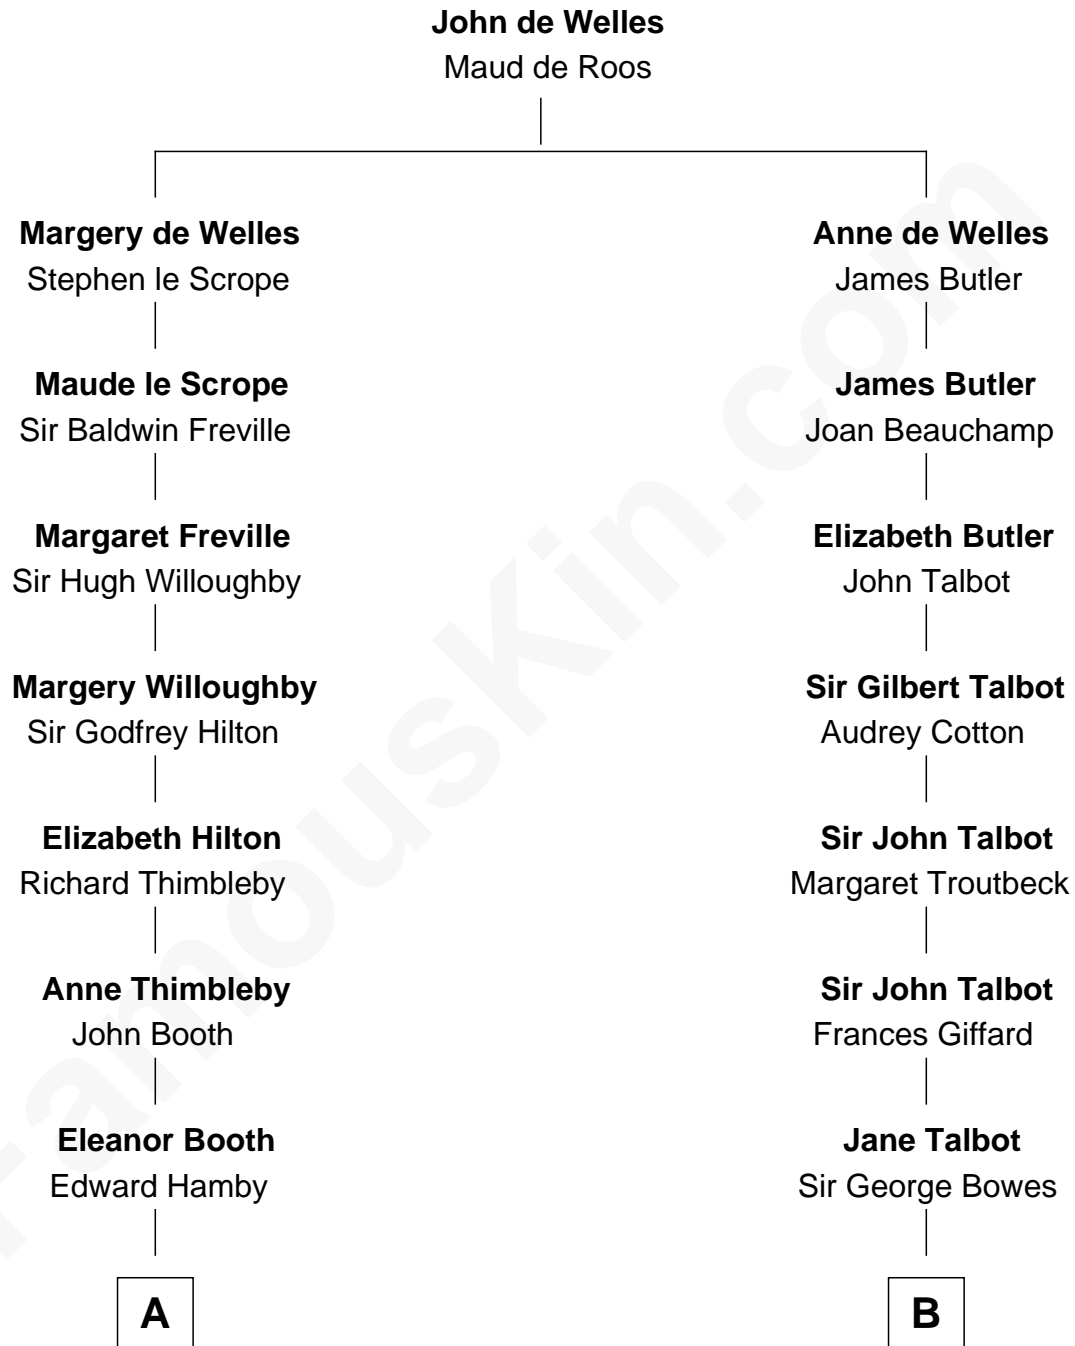 John de Welles
Maud de Roos
Margery de Welles
Stephen le Scrope
Anne de Welles
James Butler
Maude le Scrope
Sir Baldwin Freville
James Butler
Joan Beauchamp
Margaret Freville
Sir Hugh Willoughby
Elizabeth Butler
John Talbot
Margery Willoughby
Sir Godfrey Hilton
Sir Gilbert Talbot
Audrey Cotton
Elizabeth Hilton
Richard Thimbleby
Sir John Talbot
Margaret Troutbeck
Anne Thimbleby
John Booth
Sir John Talbot
Frances Giffard
Eleanor Booth
Edward Hamby
Jane Talbot
Sir George Bowes
A
B
FamousKin.com